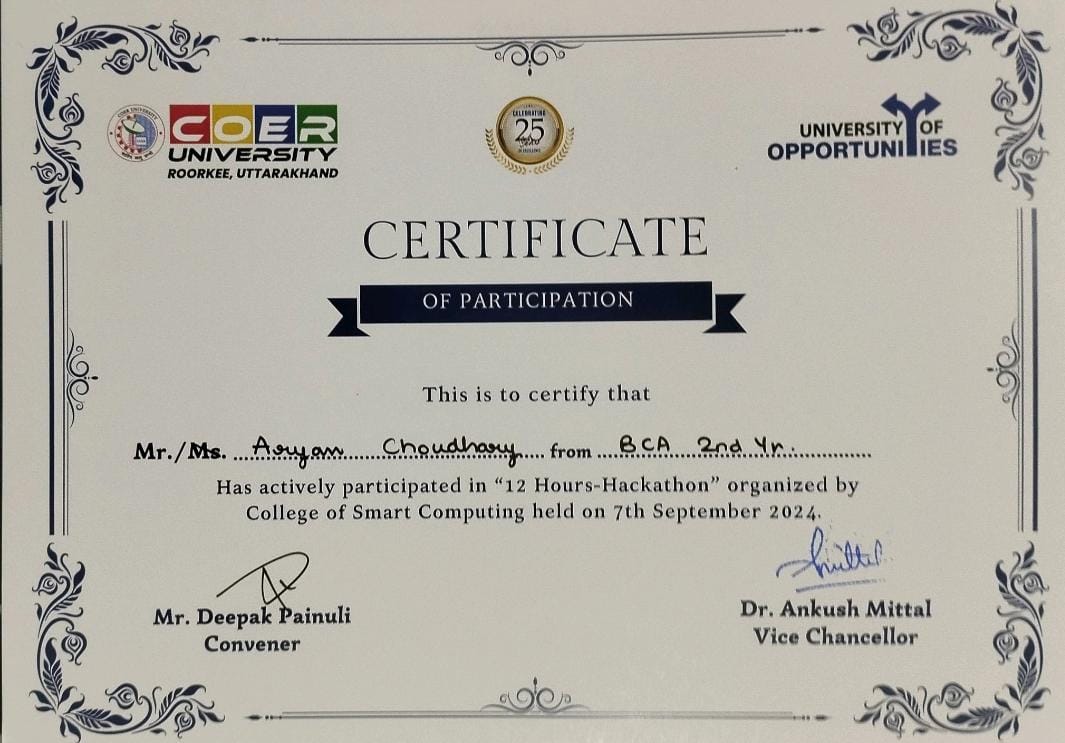 COER UNIVERSITY
COER
UNIVERSITY
ROORKEE, UTTARAKHAND
CELEBRATING
25
UNIVERSITY OF
OPPORTUNITIES
CERTIFICATE
OF PARTICIPATION
This is to certify that
Mr./Ms. Aryan Choudhary from BCA 2nd Yr.
Has actively participated in “12 Hours-Hackathon” organized by
College of Smart Computing held on 7th September 2024.
Mr. Deepak Painuli
Convener
Dr. Ankush Mittal
Vice Chancellor